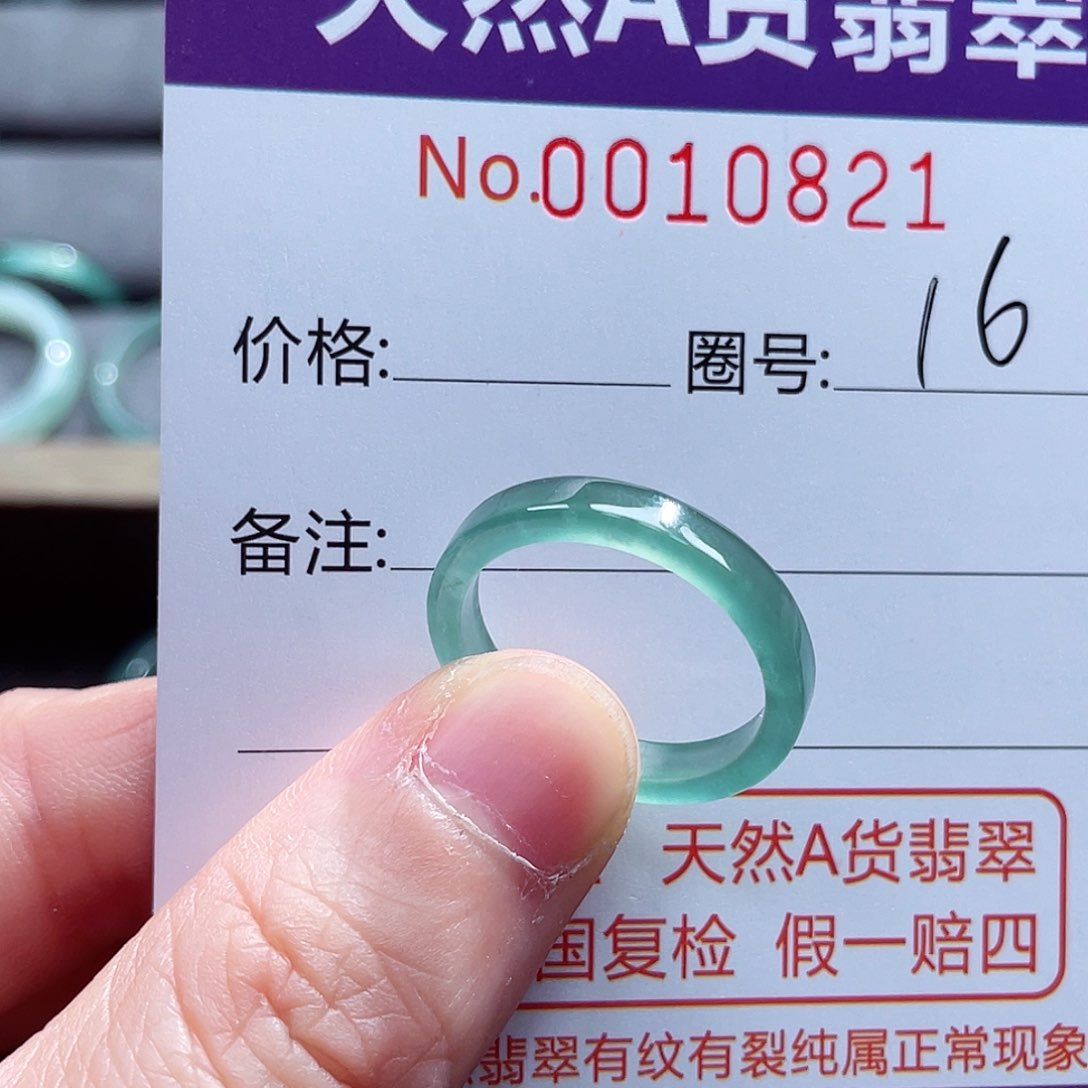 天然A货翡翠
No.0010821
价格: 圈号: 16
备注:
天然A货翡翠
国复检 假一赔四
翡翠有纹有裂纯属正常现象